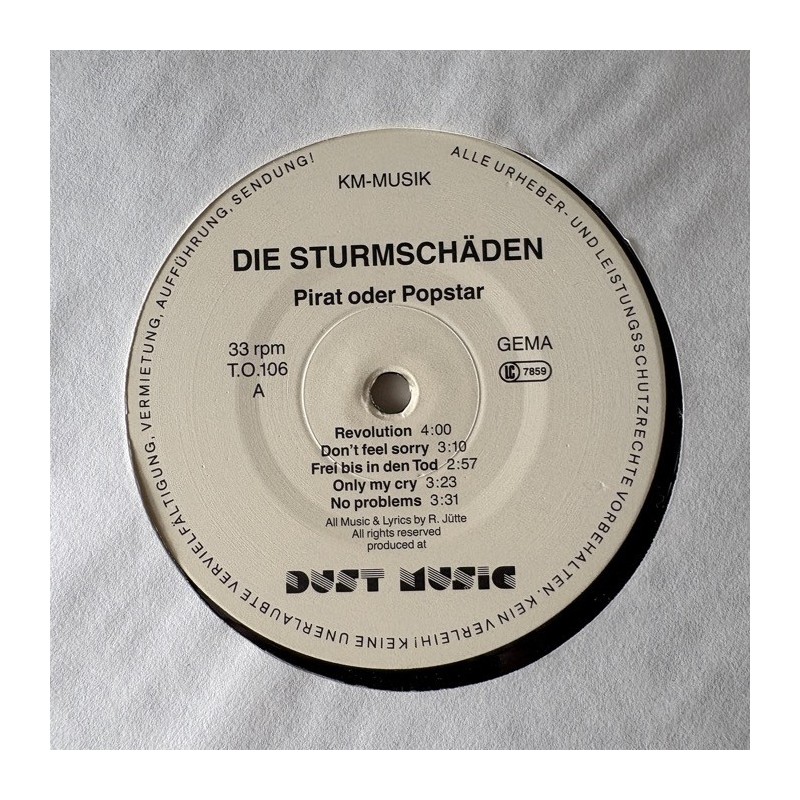 KM-MUSIK
DIE STURMSCHÄDEN
Pirat oder Popstar
33 rpm
T.O.106
A
GEMA
LC 7859
Revolution 4:00
Don't feel sorry 3:10
Frei bis in den Tod 2:57
Only my cry 3:23
No problems 3:31
All Music & Lyrics by R. Jütte
All rights reserved
produced at
DUST MUSIC
ALLE URHEBER- UND LEISTUNGSSCHUTZRECHTE VORBEHALTEN. KEIN VERLEIH! KEINE UNERLAUBTE VERVIELFÄLTIGUNG, VERMIETUNG, AUFFÜHRUNG, SENDUNG!